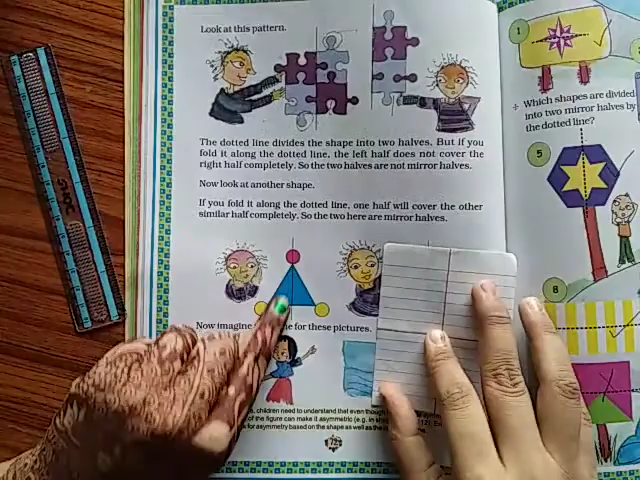 Look at this pattern.
The dotted line divides the shape into two halves. But if you
fold it along the dotted line, the left half does not cover the
right half completely. So the two halves are not mirror halves.
Now look at another shape.
If you fold it along the dotted line, one half will cover the other
similar half completely. So the two here are mirror halves.
Now imagine for these pictures.
children need to understand that even though
of the figure can make it asymmetric (e.g. in
for asymmetry based on the shape as well as the
1
÷ Which shapes are divided
into two mirror halves by
the dotted line?
5
8